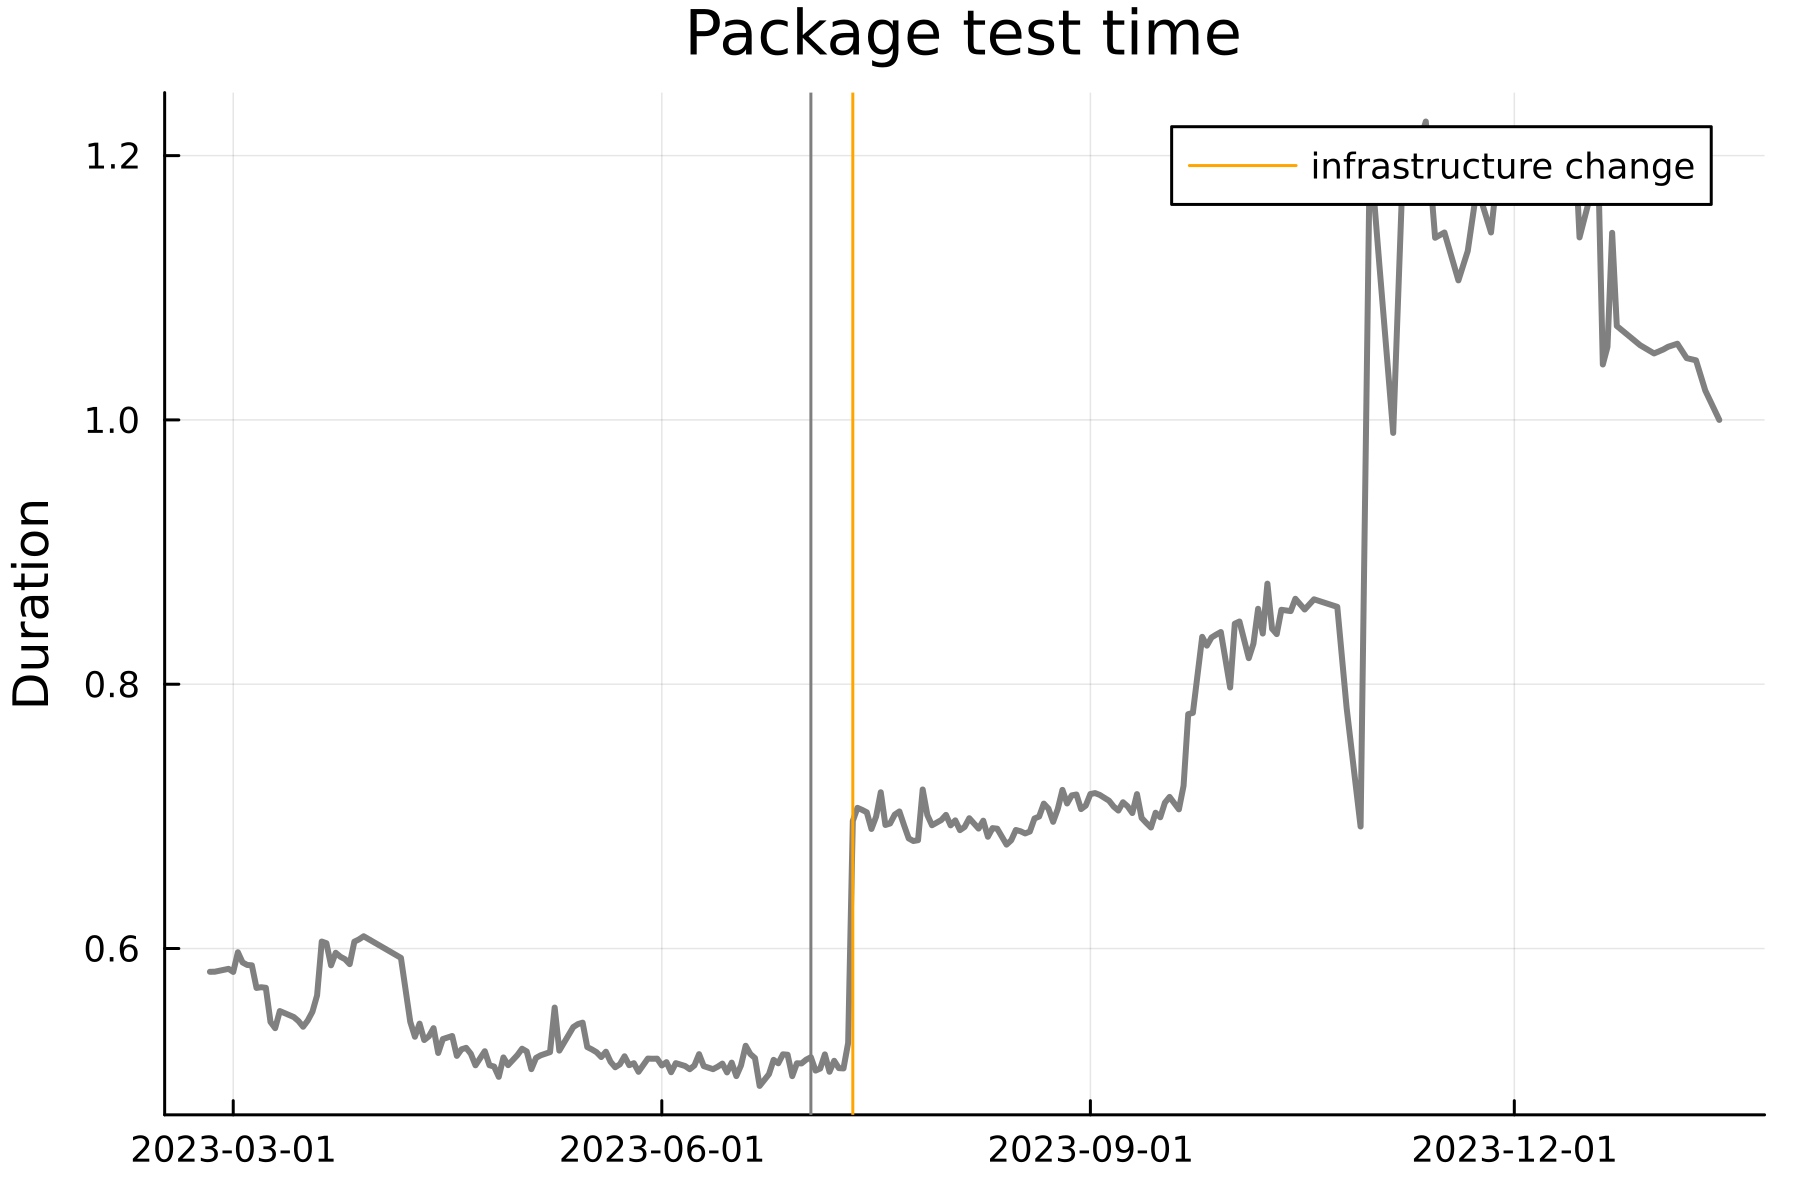 Package test time
infrastructure change
1.2
1.0
0.8
0.6
Duration
2023-03-01 2023-06-01 2023-09-01 2023-12-01